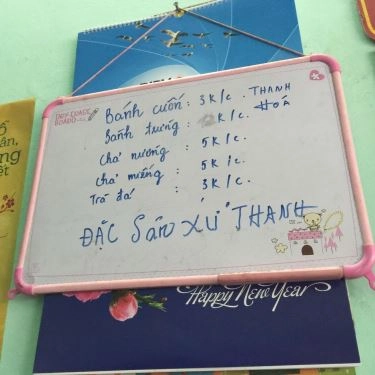 Bánh cuốn: 3k/c. THANH HOÁ
Bánh trưng: k/c.
Chả nướng: 5k/c.
Chả miếng: 5k/c.
Trà đá: 3k/c.
ĐẶC SẢN XỨ THANH
Happy New Year